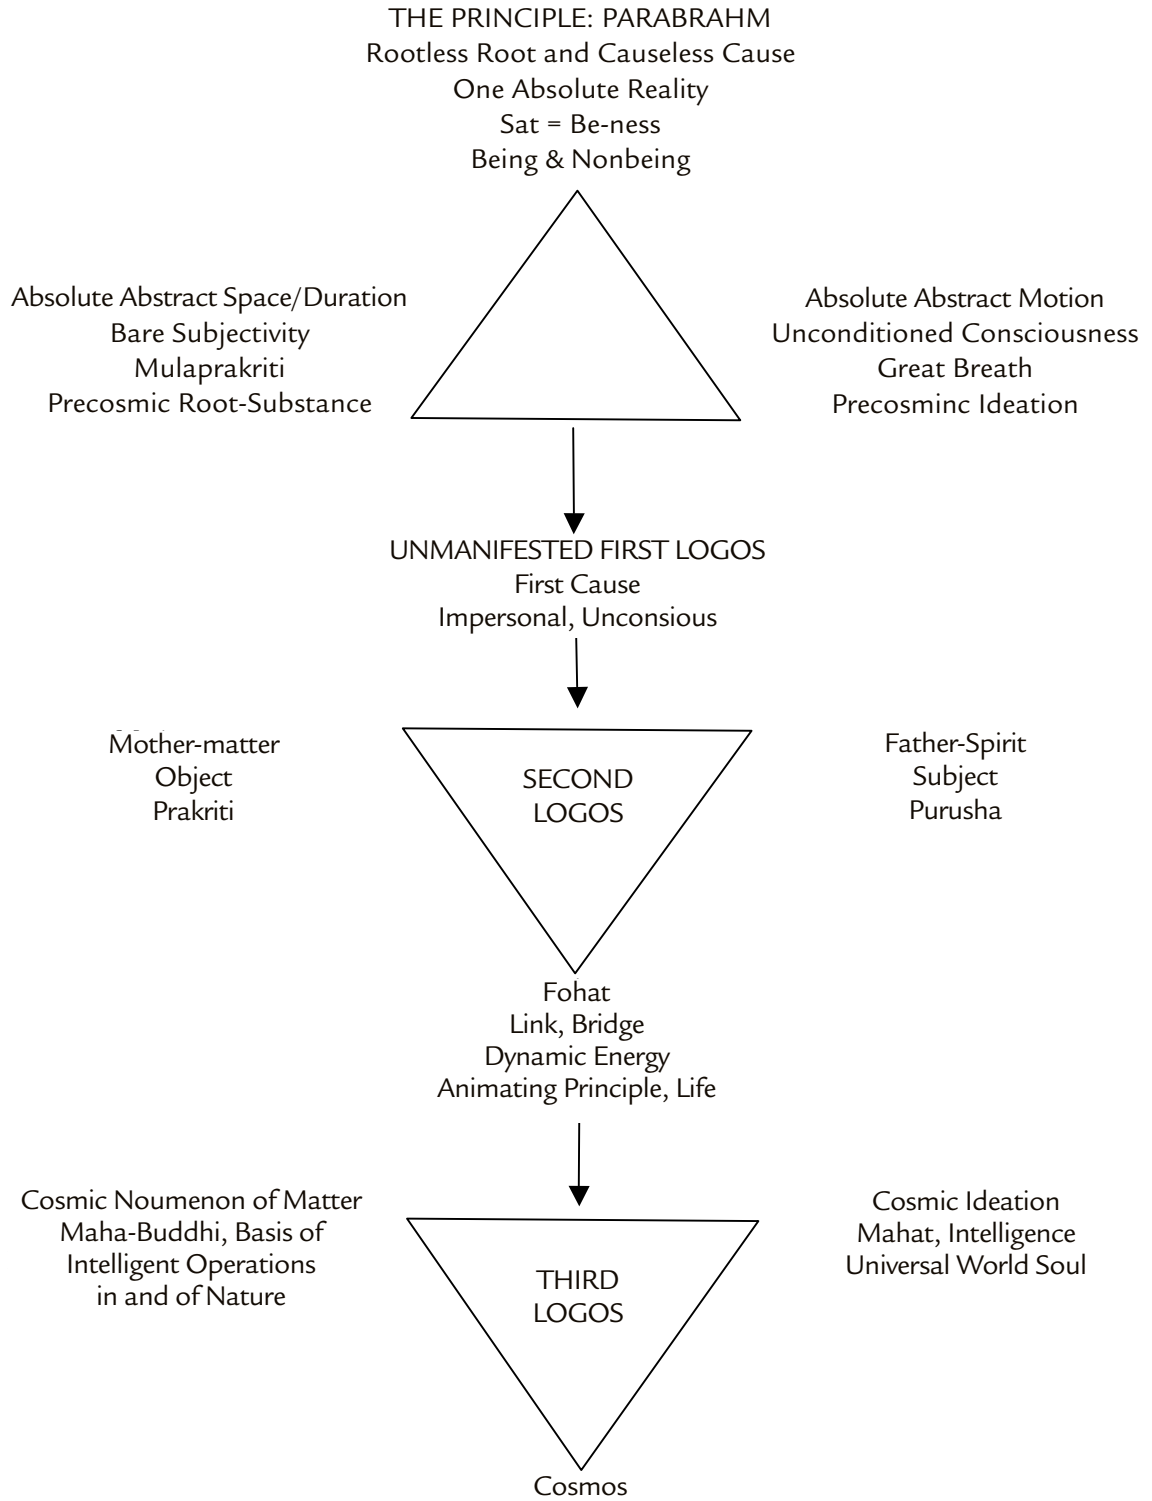 THE PRINCIPLE: PARABRAHM
Rootless Root and Causeless Cause
One Absolute Reality
Sat = Be-ness
Being & Nonbeing
Absolute Abstract Space/Duration
Bare Subjectivity
Mulaprakriti
Precosmic Root-Substance
Absolute Abstract Motion
Unconditioned Consciousness
Great Breath
Precosminc Ideation
UNMANIFESTED FIRST LOGOS
First Cause
Impersonal, Unconsious
Mother-matter
Object
Prakriti
SECOND
LOGOS
Father-Spirit
Subject
Purusha
Fohat
Link, Bridge
Dynamic Energy
Animating Principle, Life
Cosmic Noumenon of Matter
Maha-Buddhi, Basis of
Intelligent Operations
in and of Nature
THIRD
LOGOS
Cosmic Ideation
Mahat, Intelligence
Universal World Soul
Cosmos